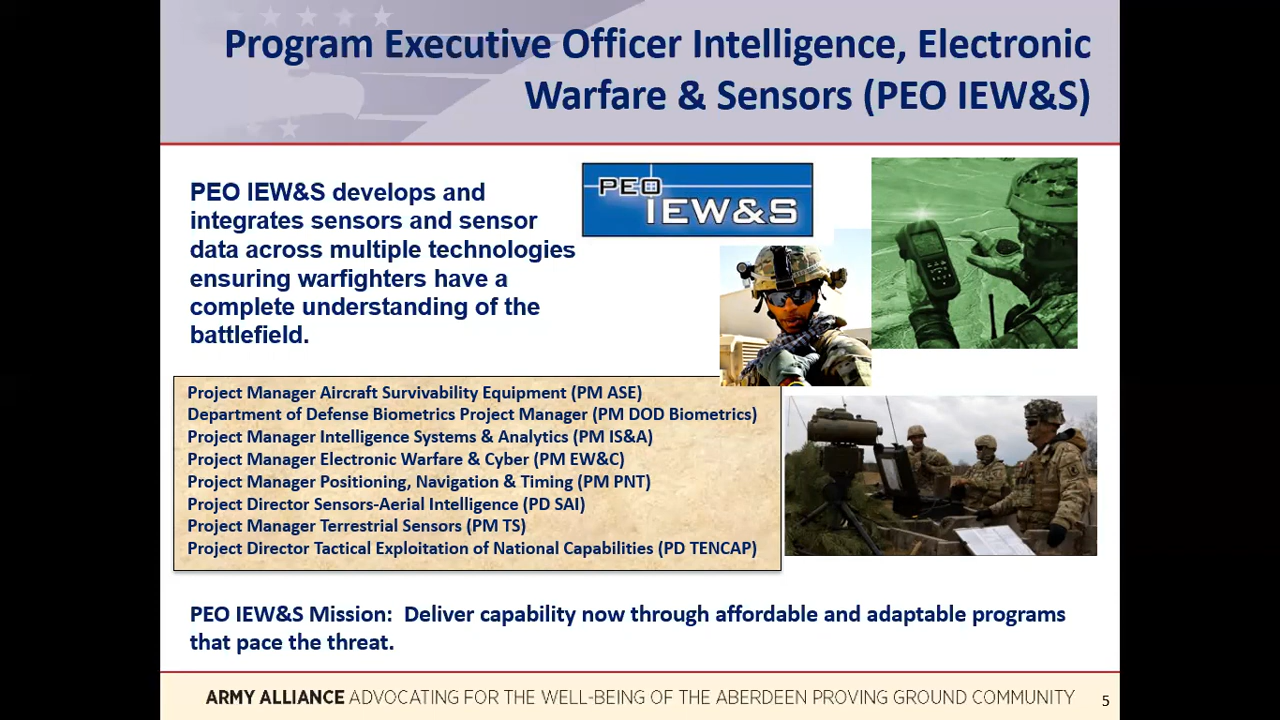 Program Executive Officer Intelligence, Electronic
Warfare & Sensors (PEO IEW&S)
PEO IEW&S develops and
integrates sensors and sensor
data across multiple technologies
ensuring warfighters have a
complete understanding of the
battlefield.
PEO
IEW&S
Project Manager Aircraft Survivability Equipment (PM ASE)
Department of Defense Biometrics Project Manager (PM DOD Biometrics)
Project Manager Intelligence Systems & Analytics (PM IS&A)
Project Manager Electronic Warfare & Cyber (PM EW&C)
Project Manager Positioning, Navigation & Timing (PM PNT)
Project Director Sensors-Aerial Intelligence (PD SAI)
Project Manager Terrestrial Sensors (PM TS)
Project Director Tactical Exploitation of National Capabilities (PD TENCAP)
PEO IEW&S Mission: Deliver capability now through affordable and adaptable programs
that pace the threat.
ARMY ALLIANCE ADVOCATING FOR THE WELL-BEING OF THE ABERDEEN PROVING GROUND COMMUNITY
5